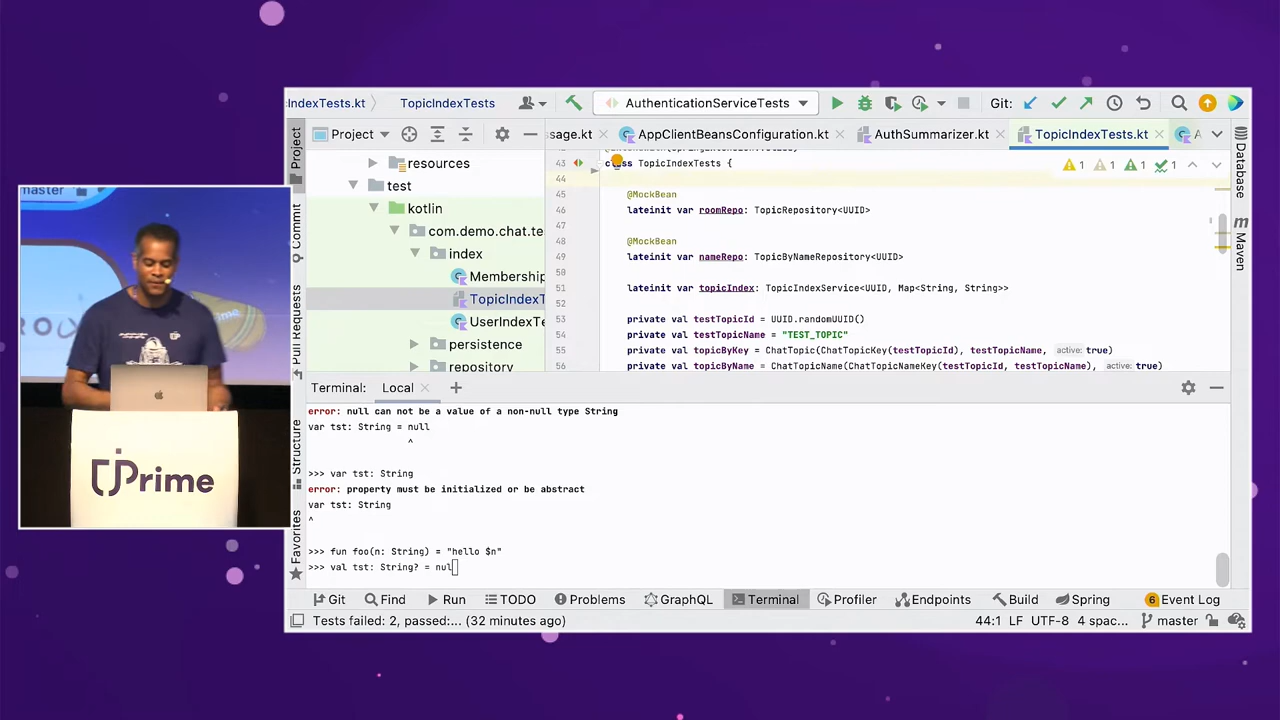 IndexTests.kt
TopicIndexTests
AuthenticationServiceTests
Git:
Project
sage.kt
AppClientBeansConfiguration.kt
AuthSummarizer.kt
TopicIndexTests.kt
Project
Commit
Pull Requests
Structure
Favorites
Database
Maven
resources
test
kotlin
com.demo.chat.te
index
Membership
TopicIndexT
UserIndexTe
persistence
repository
43 class TopicIndexTests {
44
45 @MockBean
46 lateinit var roomRepo: TopicRepository<UUID>
47
48 @MockBean
49 lateinit var nameRepo: TopicByNameRepository<UUID>
50
51 lateinit var topicIndex: TopicIndexService<UUID, Map<String, String>>
52
53 private val testTopicId = UUID.randomUUID()
54 private val testTopicName = "TEST_TOPIC"
55 private val topicByKey = ChatTopic(ChatTopicKey(testTopicId), testTopicName, active: true)
56 private val topicByName = ChatTopicName(ChatTopicNameKey(testTopicId, testTopicName), active: true)
1 1 1 1
Terminal: Local
error: null can not be a value of a non-null type String
var tst: String = null
^
>>> var tst: String
error: property must be initialized or be abstract
var tst: String
^
>>> fun foo(n: String) = "hello $n"
>>> val tst: String? = nul
Git Find Run TODO Problems GraphQL Terminal Profiler Endpoints Build Spring 6 Event Log
Tests failed: 2, passed:... (32 minutes ago) 44:1 LF UTF-8 4 spac... master
master
JPrime